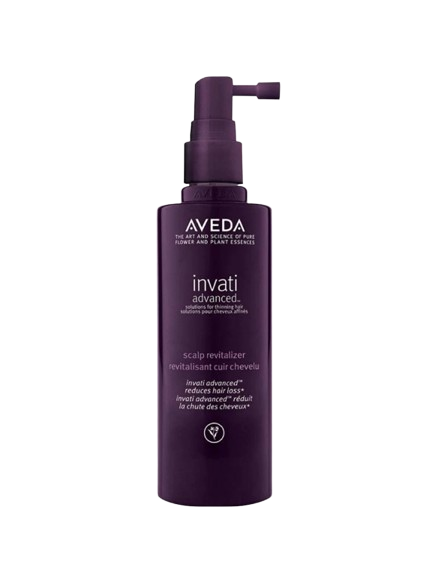 AVEDA
THE ART AND SCIENCE OF PURE
FLOWER AND PLANT ESSENCES
invati
advanced™
solutions for thinning hair
solutions pour cheveux affinés
scalp revitalizer
revitalisant cuir chevelu
invati advanced™
reduces hair loss*
invati advanced™ réduit
la chute des cheveux*